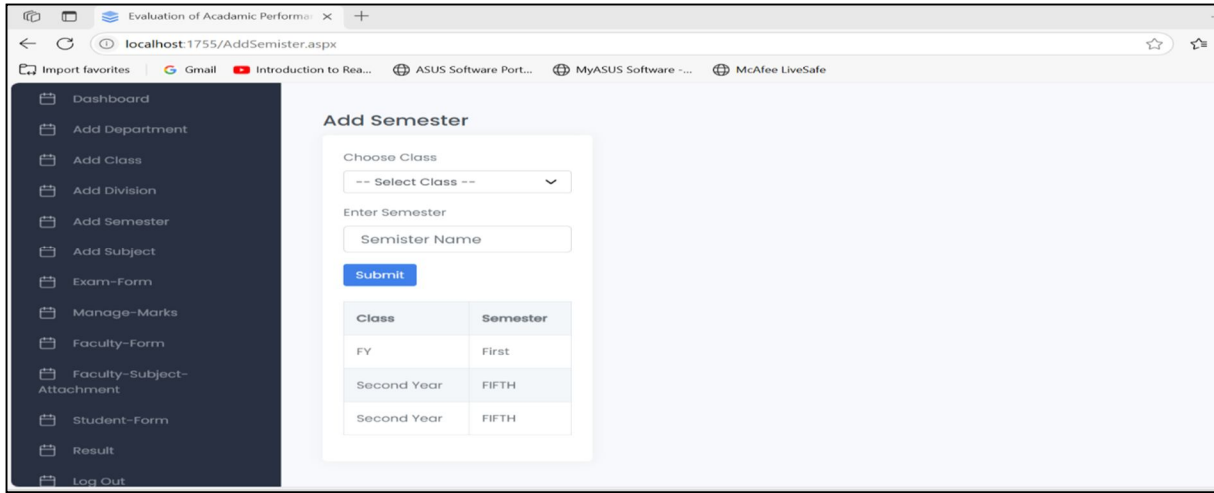 Evaluation of Acadamic Performa
localhost:1755/AddSemister.aspx
Import favorites Gmail Introduction to Rea... ASUS Software Port... MyASUS Software -... McAfee LiveSafe
Dashboard
Add Department
Add Class
Add Division
Add Semester
Add Subject
Exam-Form
Manage-Marks
Faculty-Form
Faculty-Subject-
Attachment
Student-Form
Result
Log Out
Add Semester
Choose Class
-- Select Class --
Enter Semester
Semister Name
Submit
Class Semester
FY First
Second Year FIFTH
Second Year FIFTH